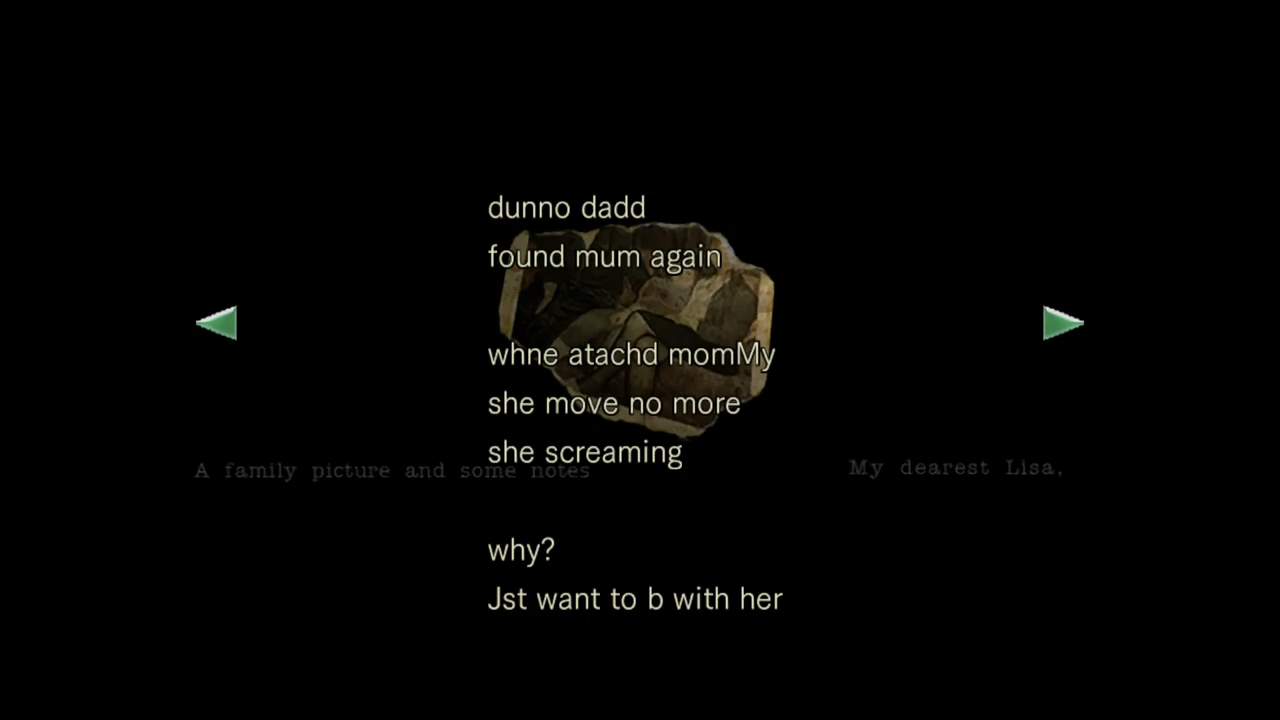 dunno dadd
found mum again
whne atachd momMy
she move no more
she screaming
A family picture and some notes
My dearest Lisa,
why?
Jst want to b with her